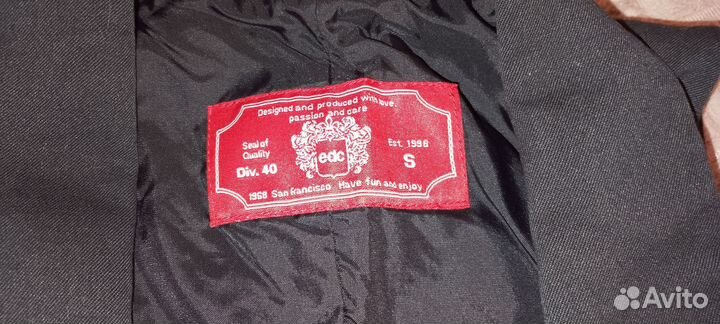 Designed and produced with love,
passion and care
Seal of
Quality
Est. 1998
edc
Div. 40
S
1968 San francisco. Have fun and enjoy
Avito